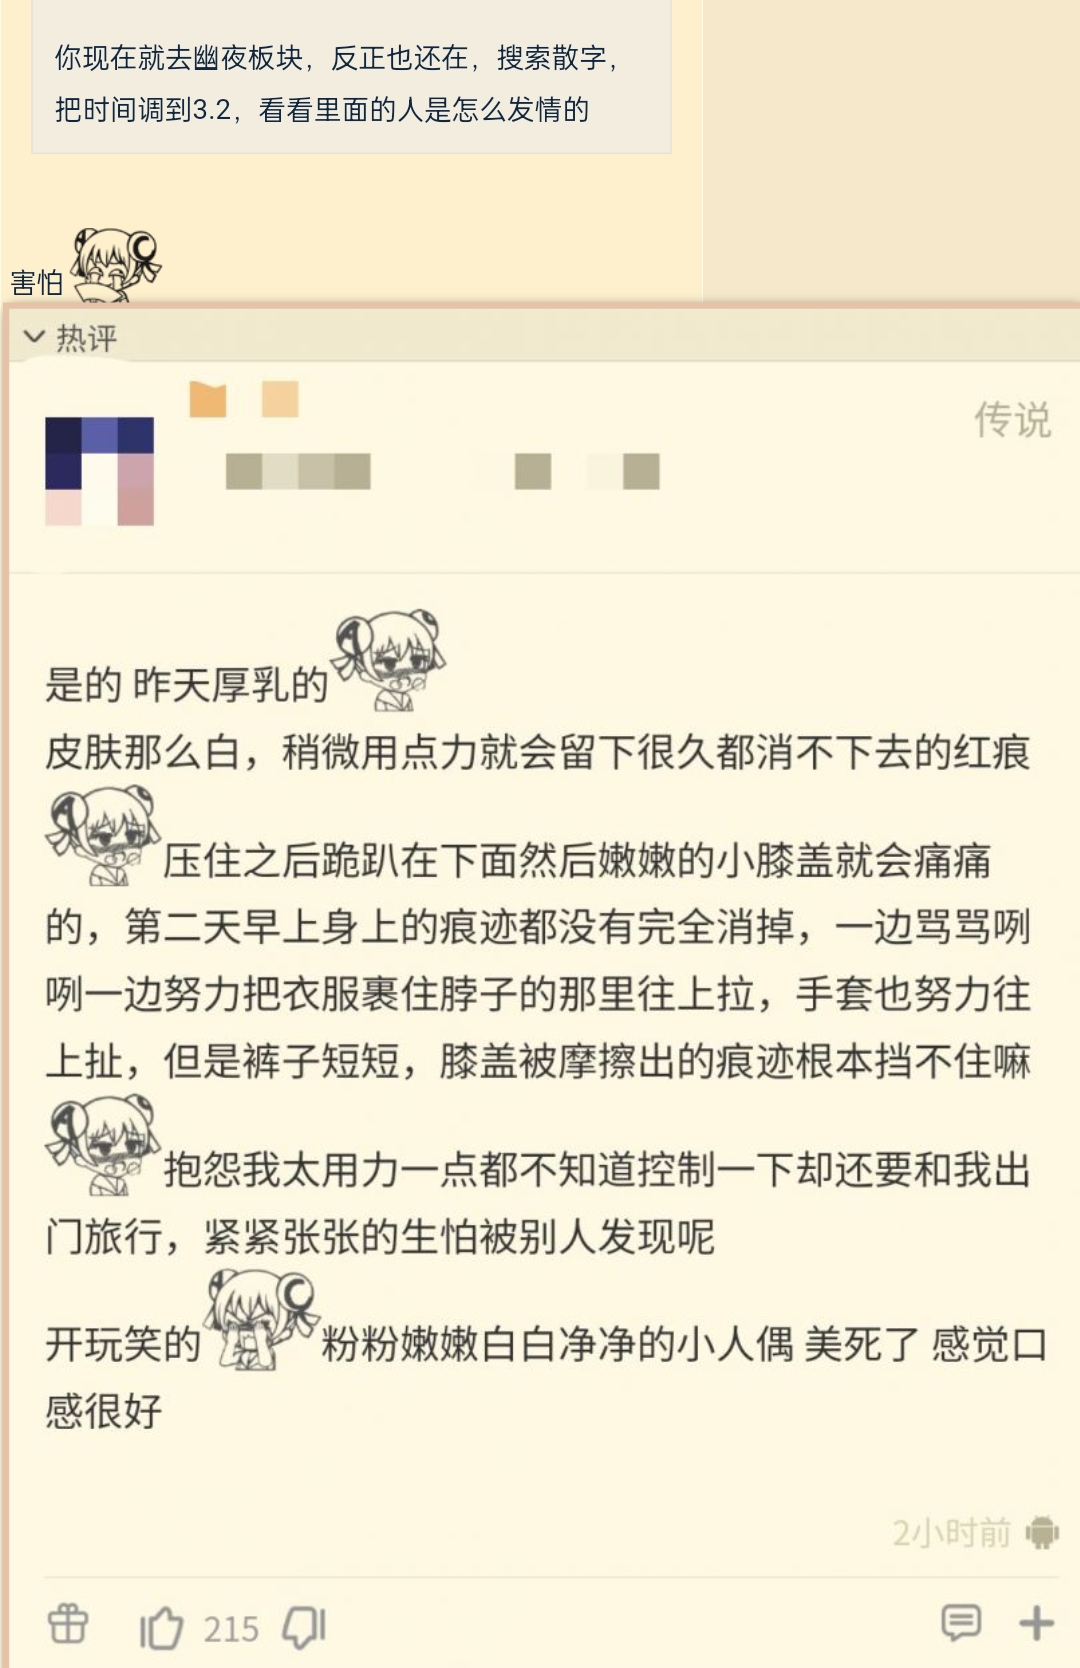 你现在就去幽夜板块，反正也还在，搜索散字，
把时间调到3.2，看看里面的人是怎么发情的
害怕
热评
传说
是的 昨天厚乳的
皮肤那么白，稍微用点力就会留下很久都消不下去的红痕
压住之后跪趴在下面然后嫩嫩的小膝盖就会痛痛
的，第二天早上身上的痕迹都没有完全消掉，一边骂骂咧
咧一边努力把衣服裹住脖子的那里往上拉，手套也努力往
上扯，但是裤子短短，膝盖被摩擦出的痕迹根本挡不住嘛
抱怨我太用力一点都不知道控制一下却还要和我出
门旅行，紧紧张张的生怕被别人发现呢
开玩笑的 粉粉嫩嫩白白净净的小人偶 美死了 感觉口
感很好
2小时前
215